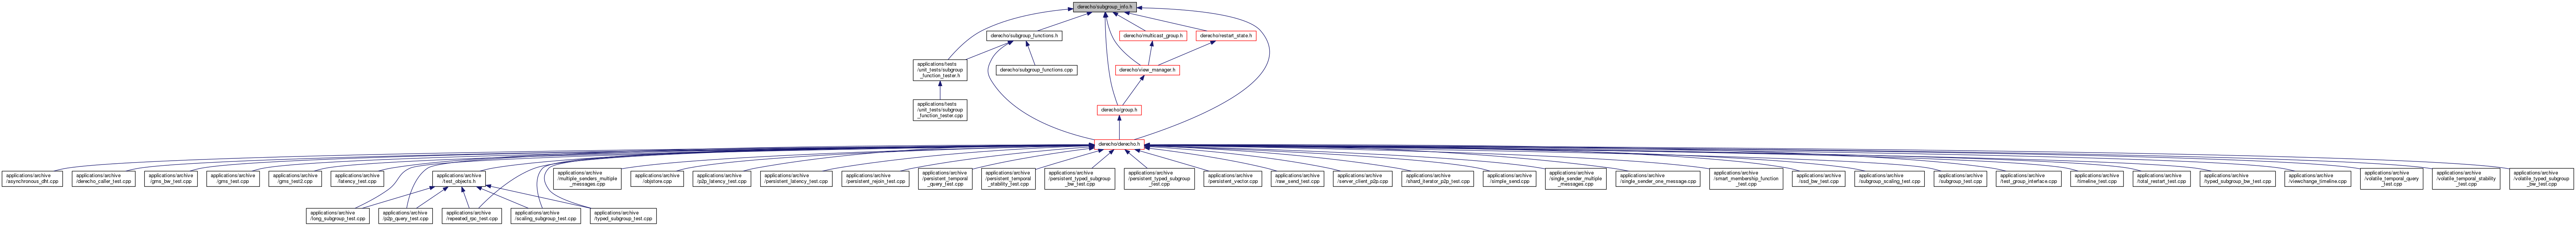 derecho/subgroup_info.h
derecho/subgroup_functions.h
derecho/multicast_group.h
derecho/restart_state.h
applications/tests
/unit_tests/subgroup
_function_tester.h
derecho/subgroup_functions.cpp
derecho/view_manager.h
applications/tests
/unit_tests/subgroup
_function_tester.cpp
derecho/group.h
derecho/derecho.h
applications/archive
/asynchronous_dht.cpp
applications/archive
/derecho_caller_test.cpp
applications/archive
/gms_bw_test.cpp
applications/archive
/gms_test.cpp
applications/archive
/gms_test2.cpp
applications/archive
/latency_test.cpp
applications/archive
/test_objects.h
applications/archive
/multiple_senders_multiple
_messages.cpp
applications/archive
/objstore.cpp
applications/archive
/p2p_latency_test.cpp
applications/archive
/persistent_latency_test.cpp
applications/archive
/persistent_rejoin_test.cpp
applications/archive
/persistent_temporal
_query_test.cpp
applications/archive
/persistent_temporal
_stability_test.cpp
applications/archive
/persistent_typed_subgroup
_bw_test.cpp
applications/archive
/persistent_typed_subgroup
_test.cpp
applications/archive
/persistent_vector.cpp
applications/archive
/raw_send_test.cpp
applications/archive
/server_client_p2p.cpp
applications/archive
/shard_iterator_p2p_test.cpp
applications/archive
/simple_send.cpp
applications/archive
/single_sender_multiple
_messages.cpp
applications/archive
/single_sender_one_message.cpp
applications/archive
/smart_membership_function
_test.cpp
applications/archive
/ssd_bw_test.cpp
applications/archive
/subgroup_scaling_test.cpp
applications/archive
/subgroup_test.cpp
applications/archive
/test_group_interface.cpp
applications/archive
/timeline_test.cpp
applications/archive
/total_restart_test.cpp
applications/archive
/typed_subgroup_bw_test.cpp
applications/archive
/viewchange_timeline.cpp
applications/archive
/volatile_temporal_query
_test.cpp
applications/archive
/volatile_temporal_stability
_test.cpp
applications/archive
/volatile_typed_subgroup
_bw_test.cpp
applications/archive
/long_subgroup_test.cpp
applications/archive
/p2p_query_test.cpp
applications/archive
/repeated_rpc_test.cpp
applications/archive
/scaling_subgroup_test.cpp
applications/archive
/typed_subgroup_test.cpp